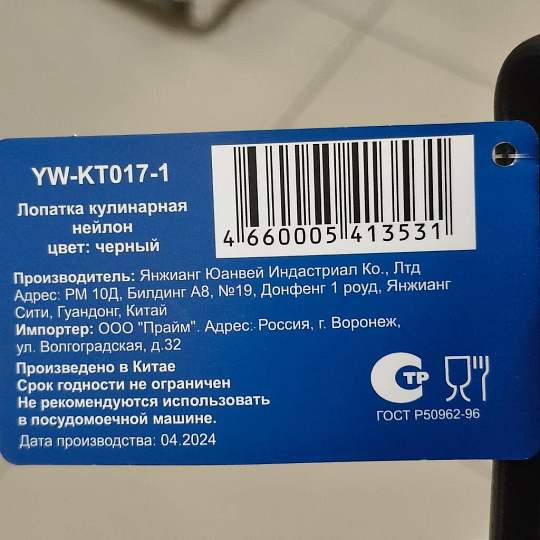 YW-KT017-1
Лопатка кулинарная
нейлон
цвет: черный
4 660005 413531
Производитель: Янжианг Юанвей Индастриал Ко., Лтд
Адрес: РМ 10Д, Билдинг А8, №19, Донфенг 1 роуд, Янжианг
Сити, Гуандонг, Китай
Импортер: ООО "Прайм". Адрес: Россия, г. Воронеж,
ул. Волгоградская, д.32
Произведено в Китае
Срок годности не ограничен
Не рекомендуются использовать
в посудомоечной машине.
Дата производства: 04.2024
СТР
ГОСТ Р50962-96